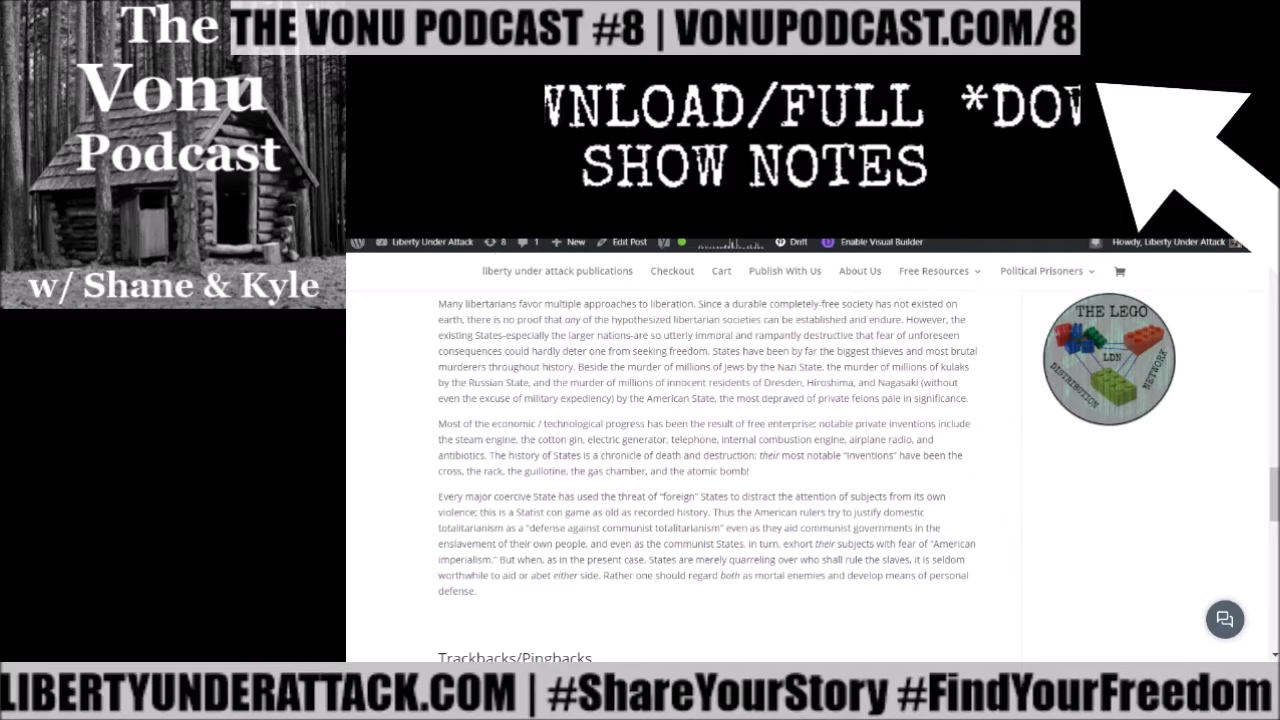 THE VONU PODCAST #8 | VONUPODCAST.COM/8
The
Vonu
Podcast
w/ Shane & Kyle
WNLOAD/FULL *DOW
SHOW NOTES
Liberty Under Attack 8 1 New Edit Post Drift Enable Visual Builder Howdy, Liberty Under Attack
liberty under attack publications Checkout Cart Publish With Us About Us Free Resources Political Prisoners
Many libertarians favor multiple approaches to liberation. Since a durable completely-free society has not existed on
earth, there is no proof that any of the hypothesized libertarian societies can be established and endure. However, the
existing States-especially the larger nations-are so utterly immoral and rampantly destructive that fear of unforeseen
consequences could hardly deter one from seeking freedom. States have been by far the biggest thieves and most brutal
murderers throughout history. Beside the murder of millions of Jews by the Nazi State, the murder of millions of kulaks
by the Russian State, and the murder of millions of innocent residents of Dresden, Hiroshima, and Nagasaki (without
even the excuse of military expediency) by the American State, the most depraved of private felons pale in significance.
Most of the economic / technological progress has been the result of free enterprise; notable private inventions include
the steam engine, the cotton gin, electric generator, telephone, internal combustion engine, airplane radio, and
antibiotics. The history of States is a chronicle of death and destruction; their most notable "inventions" have been the
cross, the rack, the guillotine, the gas chamber, and the atomic bomb!
Every major coercive State has used the threat of "foreign" States to distract the attention of subjects from its own
violence; this is a Statist con game as old as recorded history. Thus the American rulers try to justify domestic
totalitarianism as a "defense against communist totalitarianism" even as they aid communist governments in the
enslavement of their own people, and even as the communist States, in turn, exhort their subjects with fear of "American
imperialism." But when, as in the present case, States are merely quarreling over who shall rule the slaves, it is seldom
worthwhile to aid or abet either side. Rather one should regard both as mortal enemies and develop means of personal
defense.
THE LEGO
LDN
DISTRIBUTION
NETWORK
Trackbacks/Pingbacks
LIBERTYUNDERATTACK.COM | #ShareYourStory #FindYourFreedom